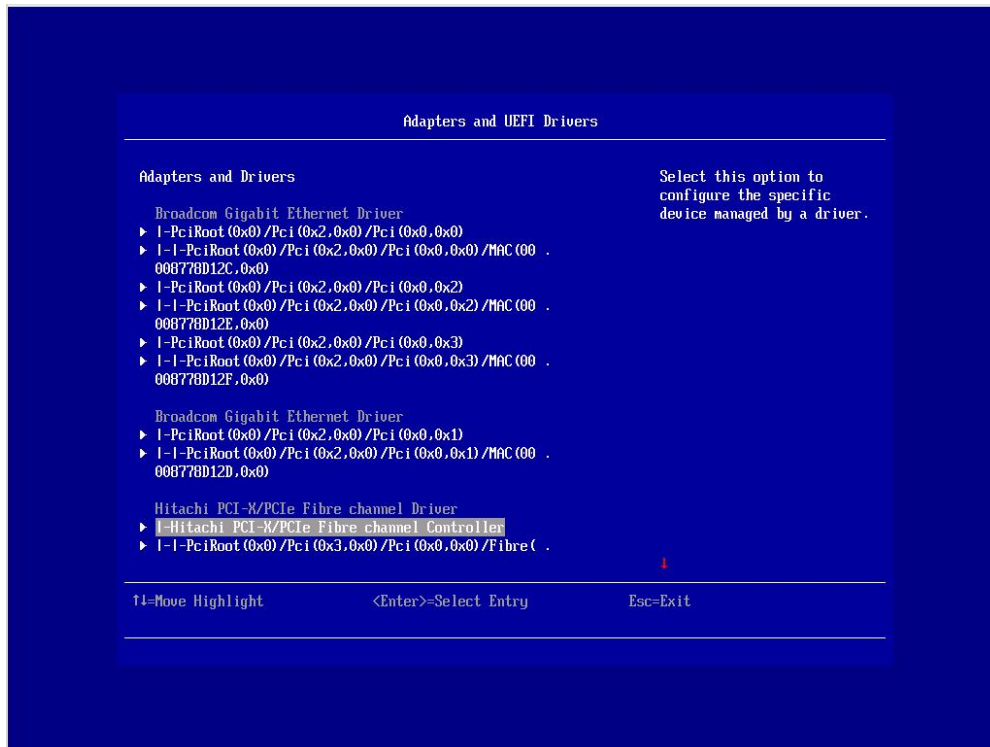 Adapters and UEFI Drivers
Adapters and Drivers
Select this option to
configure the specific
device managed by a driver.
Broadcom Gigabit Ethernet Driver
▶ |-PciRoot(0x0)/Pci(0x2,0x0)/Pci(0x0,0x0)
▶ |-|-PciRoot(0x0)/Pci(0x2,0x0)/Pci(0x0,0x0)/MAC(00 .
008778D12C,0x0)
▶ |-PciRoot(0x0)/Pci(0x2,0x0)/Pci(0x0,0x2)
▶ |-|-PciRoot(0x0)/Pci(0x2,0x0)/Pci(0x0,0x2)/MAC(00 .
008778D12E,0x0)
▶ |-PciRoot(0x0)/Pci(0x2,0x0)/Pci(0x0,0x3)
▶ |-|-PciRoot(0x0)/Pci(0x2,0x0)/Pci(0x0,0x3)/MAC(00 .
008778D12F,0x0)
Broadcom Gigabit Ethernet Driver
▶ |-PciRoot(0x0)/Pci(0x2,0x0)/Pci(0x0,0x1)
▶ |-|-PciRoot(0x0)/Pci(0x2,0x0)/Pci(0x0,0x1)/MAC(00 .
008778D12D,0x0)
Hitachi PCI-X/PCIe Fibre channel Driver
▶ |-Hitachi PCI-X/PCIe Fibre channel Controller
▶ |-|-PciRoot(0x0)/Pci(0x3,0x0)/Pci(0x0,0x0)/Fibre( .
↓
↑↓=Move Highlight <Enter>=Select Entry Esc=Exit